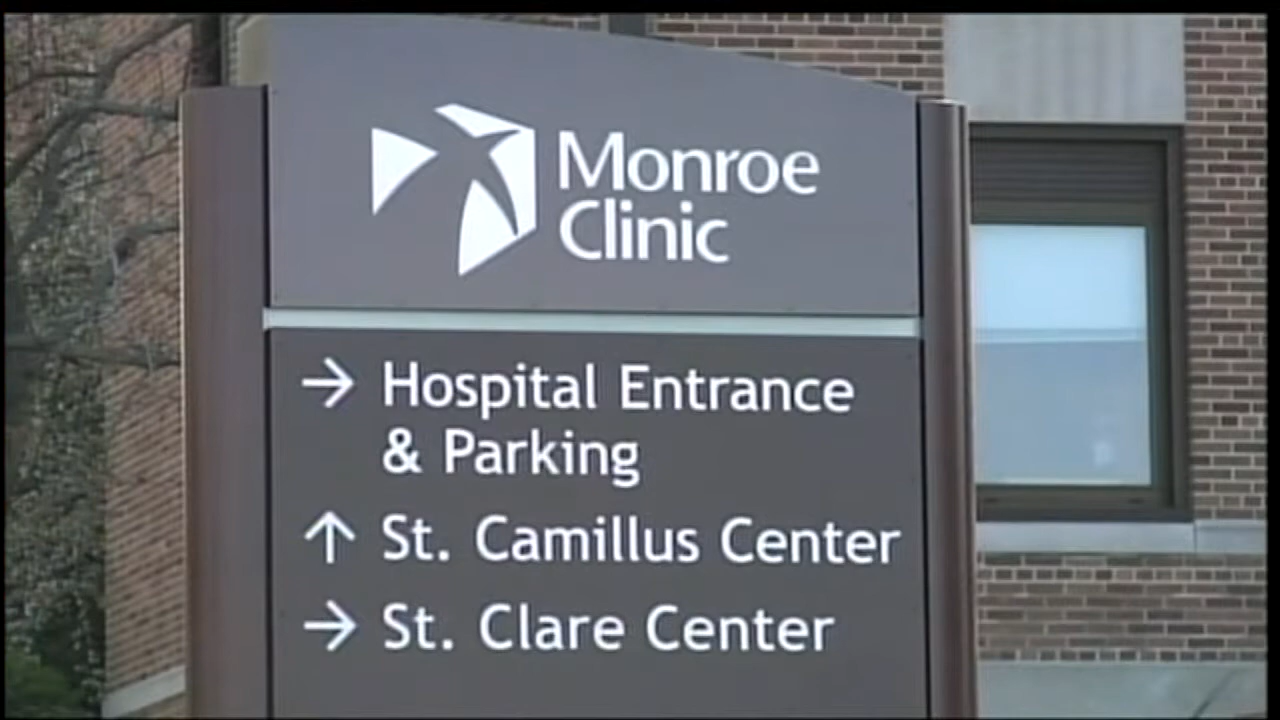 Monroe
Clinic
→ Hospital Entrance
& Parking
↑ St. Camillus Center
→ St. Clare Center